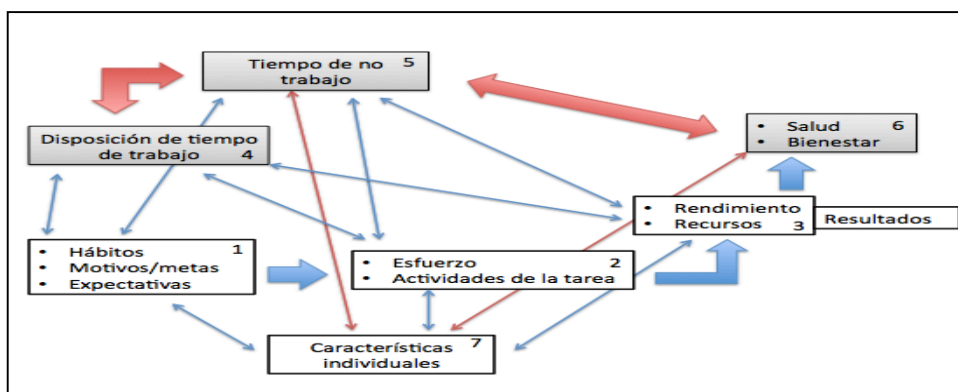 Tiempo de no 5
trabajo
Disposición de tiempo
de trabajo 4
• Salud 6
• Bienestar
• Rendimiento
• Recursos 3
Resultados
• Hábitos 1
• Motivos/metas
• Expectativas
• Esfuerzo 2
• Actividades de la tarea
Características 7
individuales